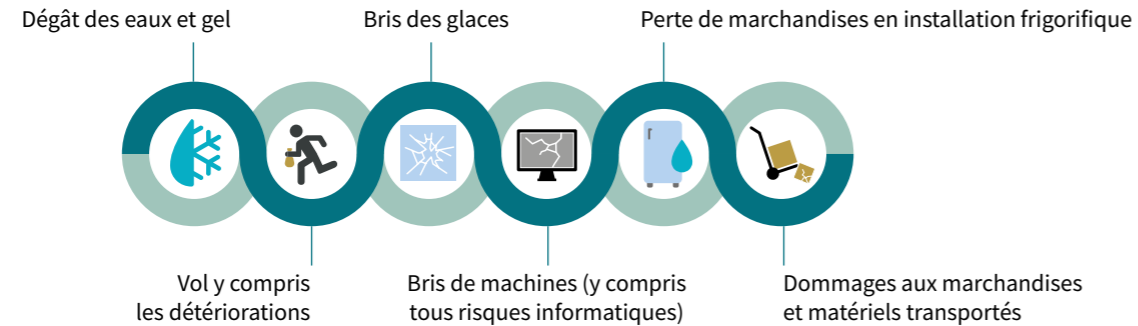 Dégât des eaux et gel
Bris des glaces
Perte de marchandises en installation frigorifique
Vol y compris
les détériorations
Bris de machines (y compris
tous risques informatiques)
Dommages aux marchandises
et matériels transportés